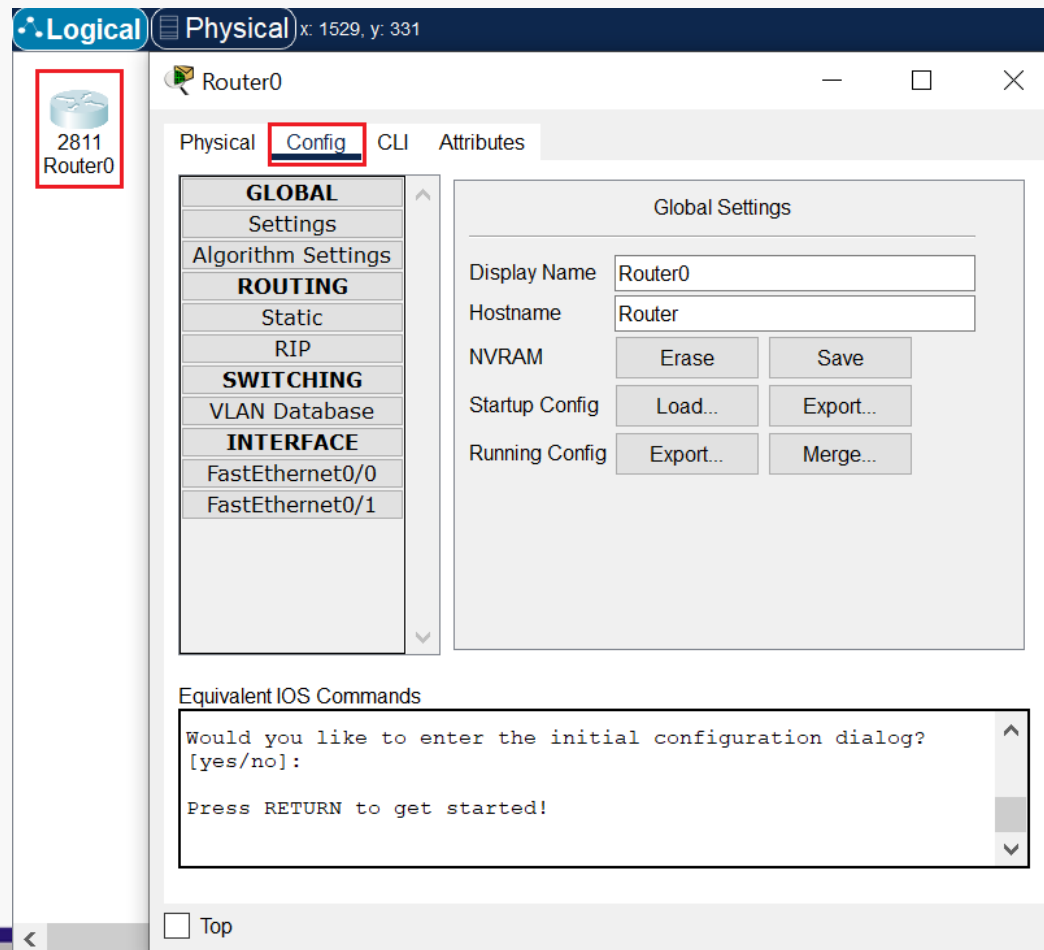 Logical Physical x: 1529, y: 331
2811
Router0
Router0
Physical Config CLI Attributes
GLOBAL
Settings
Algorithm Settings
ROUTING
Static
RIP
SWITCHING
VLAN Database
INTERFACE
FastEthernet0/0
FastEthernet0/1
Global Settings
Display Name Router0
Hostname Router
NVRAM Erase Save
Startup Config Load... Export...
Running Config Export... Merge...
Equivalent IOS Commands
Would you like to enter the initial configuration dialog?
[yes/no]:
Press RETURN to get started!
Top